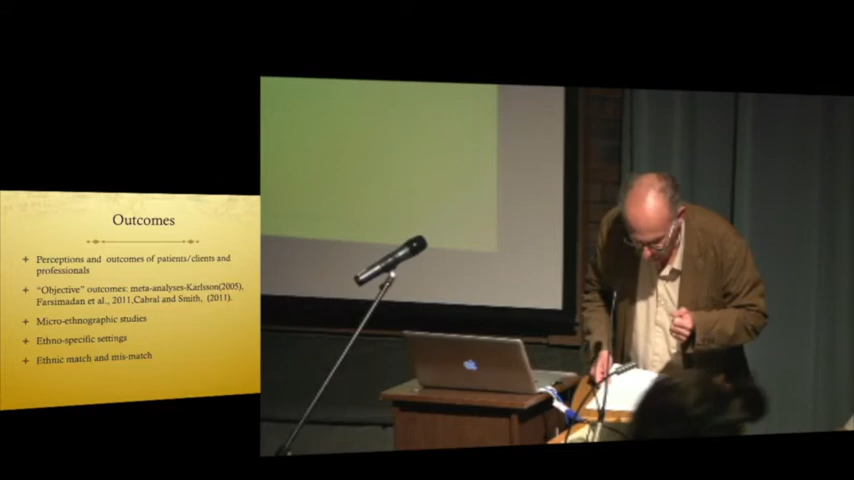 Outcomes
Perceptions and outcomes of patients/clients and
professionals
“Objective” outcomes: meta-analyses-Karlsson(2005),
Farsimadan et al., 2011,Cabral and Smith, (2011).
Micro-ethnographic studies
Ethno-specific settings
Ethnic match and mis-match